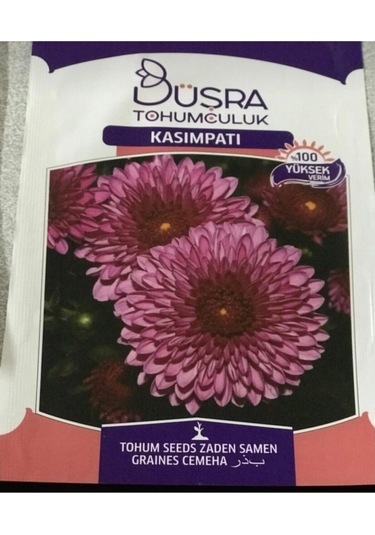 BÜŞRA
TOHUMCULUK
KASIMPATI
%100
YÜKSEK
VERİM
TOHUM SEEDS ZADEN SAMEN
GRAINES CEMEHA بذر